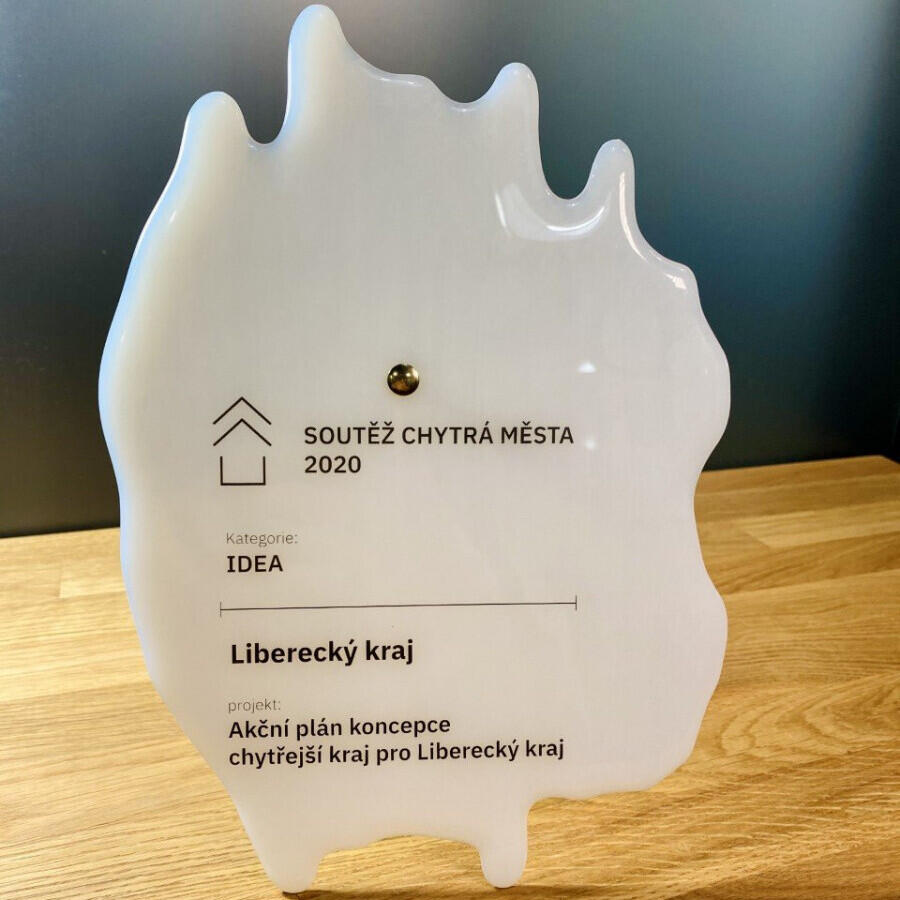 SOUTĚŽ CHYTRÁ MĚSTA
2020
Kategorie:
IDEA
Liberecký kraj
projekt:
Akční plán koncepce
chytřejší kraj pro Liberecký kraj